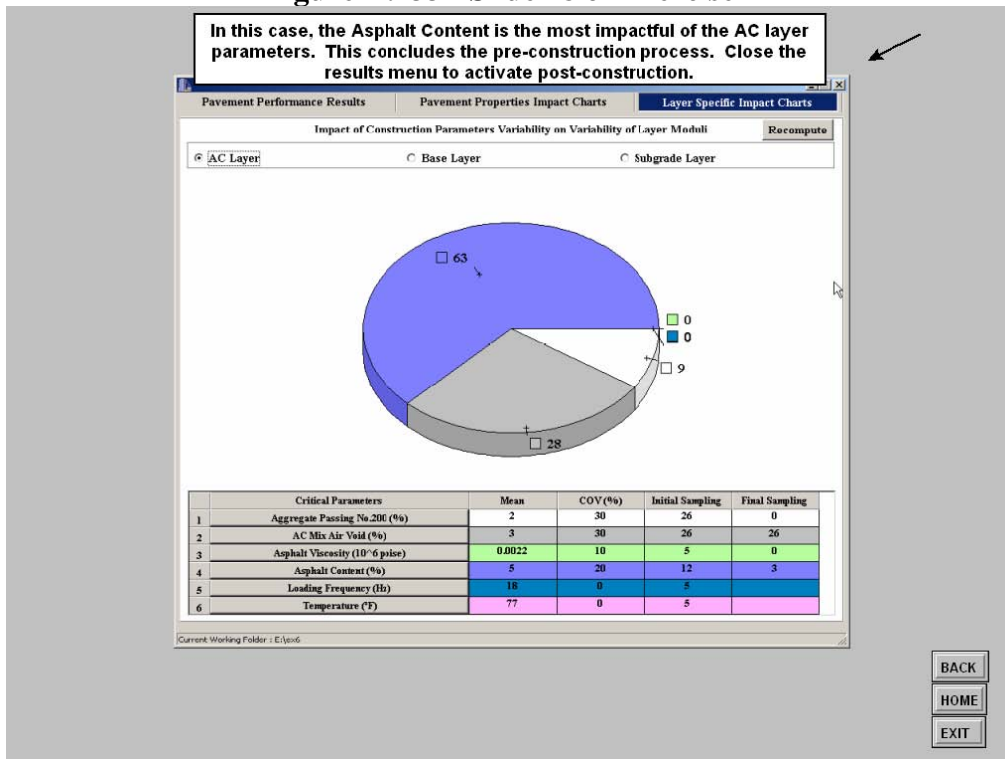 In this case, the Asphalt Content is the most impactful of the AC layer
parameters. This concludes the pre-construction process. Close the
results menu to activate post-construction.
Pavement Performance Results Pavement Properties Impact Charts Layer Specific Impact Charts
Impact of Construction Parameters Variability on Variability of Layer Moduli Recompute
AC Layer Base Layer Subgrade Layer
63
0
0
9
28
Critical Parameters Mean COV(%) Initial Sampling Final Sampling
1 Aggregate Passing No.200 (%) 2 30 26 0
2 AC Mix Air Void (%) 3 30 26 26
3 Asphalt Viscosity (10^6 poise) 0.0022 10 5 0
4 Asphalt Content (%) 5 20 12 3
5 Loading Frequency (Hz) 18 0 5
6 Temperature (°F) 77 0 5
Current Working Folder : E:\ex6
BACK
HOME
EXIT